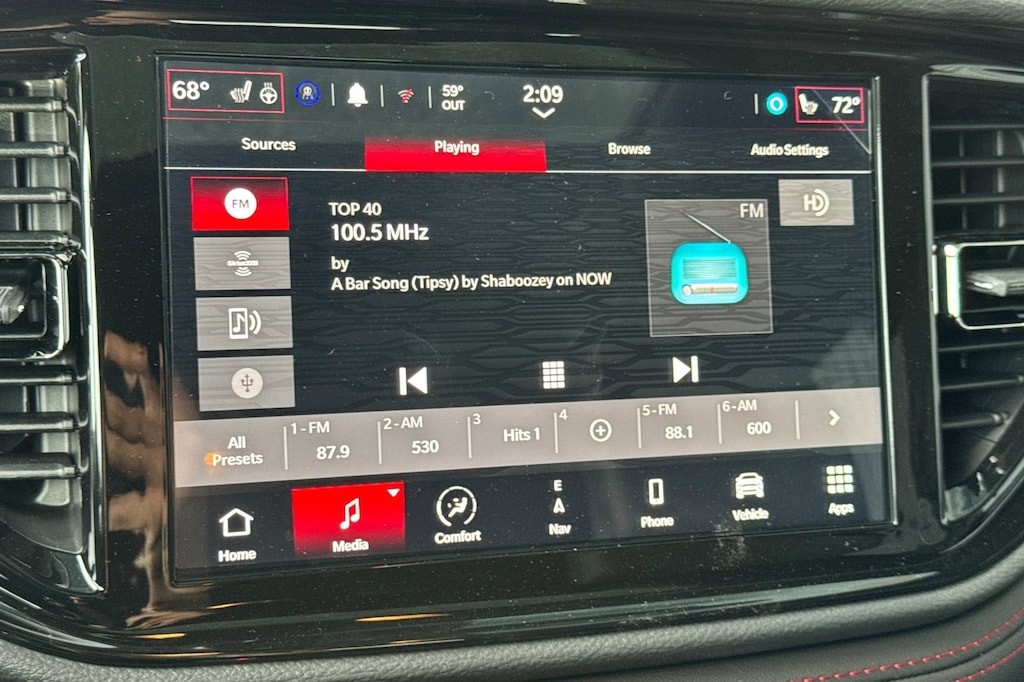 68°
59°
OUT
2:09
72°
Sources
Playing
Browse
Audio Settings
FM
TOP 40
100.5 MHz
by
A Bar Song (Tipsy) by Shaboozey on NOW
FM
HD
SiriusXM
All
Presets
1-FM
87.9
2-AM
530
3
Hits 1
4
5-FM
88.1
6-AM
600
Home
Media
Comfort
E
Nav
Phone
Vehicle
Apps